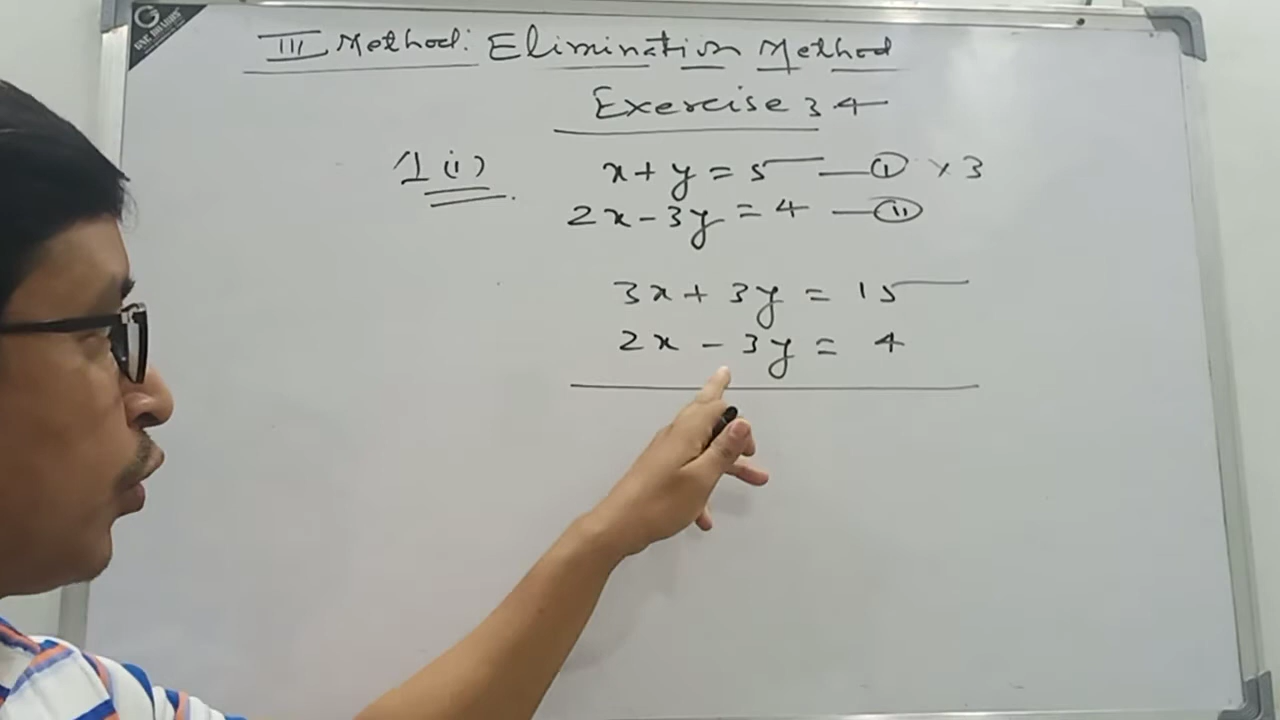 III Method: Elimination Method
Exercise 3.4
1 (i) x + y = 5 — (i) × 3
2x - 3y = 4 — (ii)
3x + 3y = 15
2x - 3y = 4